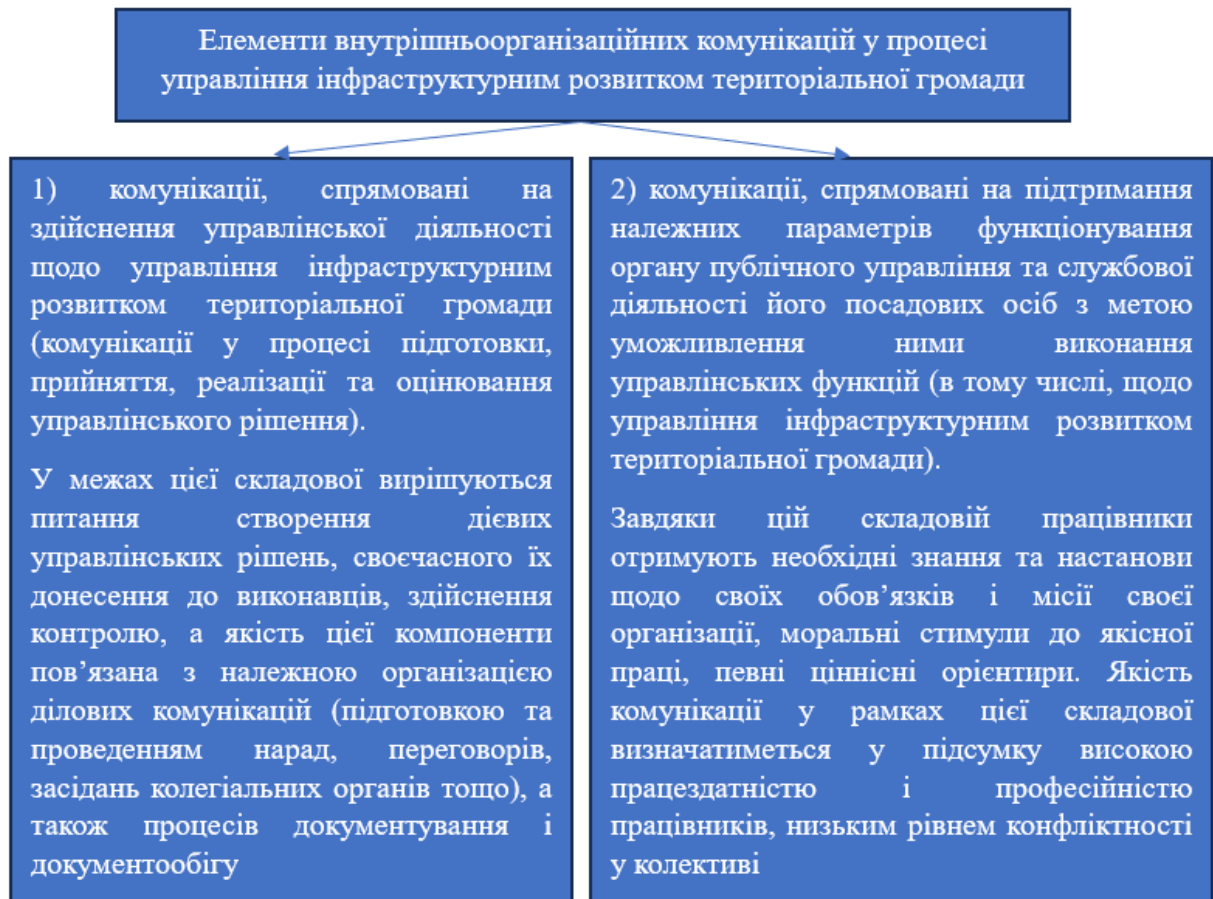 Елементи внутрішньоорганізаційних комунікацій у процесі
управління інфраструктурним розвитком територіальної громади
1) комунікації, спрямовані на
здійснення управлінської діяльності
щодо управління інфраструктурним
розвитком територіальної громади
(комунікації у процесі підготовки,
прийняття, реалізації та оцінювання
управлінського рішення).
У межах цієї складової вирішуються
питання створення дієвих
управлінських рішень, своєчасного їх
донесення до виконавців, здійснення
контролю, а якість цієї компоненти
пов’язана з належною організацією
ділових комунікацій (підготовкою та
проведенням нарад, переговорів,
засідань колегіальних органів тощо), а
також процесів документування і
документообігу
2) комунікації, спрямовані на підтримання
належних параметрів функціонування
органу публічного управління та службової
діяльності його посадових осіб з метою
уможливлення ними виконання
управлінських функцій (в тому числі, щодо
управління інфраструктурним розвитком
територіальної громади).
Завдяки цій складовій працівники
отримують необхідні знання та настанови
щодо своїх обов’язків і місії своєї
організації, моральні стимули до якісної
праці, певні ціннісні орієнтири. Якість
комунікації у рамках цієї складової
визначатиметься у підсумку високою
працездатністю і професійністю
працівників, низьким рівнем конфліктності
у колективі